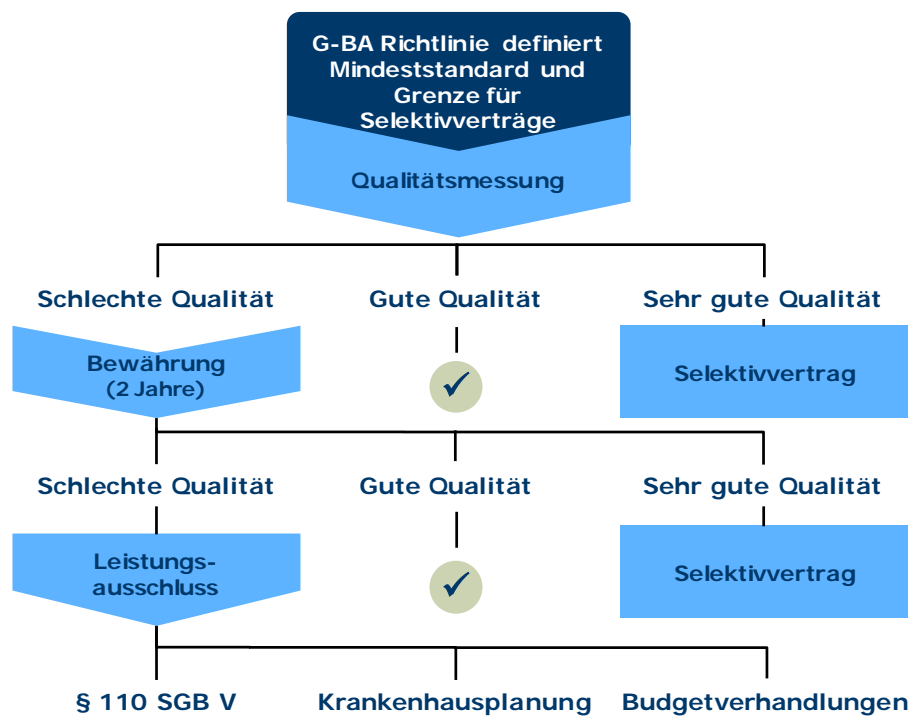 G-BA Richtlinie definiert
Mindeststandard und
Grenze für
Selektivverträge
Qualitätsmessung
Schlechte Qualität
Gute Qualität
Sehr gute Qualität
Bewährung
(2 Jahre)
Selektivvertrag
Schlechte Qualität
Gute Qualität
Sehr gute Qualität
Leistungs-
ausschluss
Selektivvertrag
§ 110 SGB V
Krankenhausplanung
Budgetverhandlungen